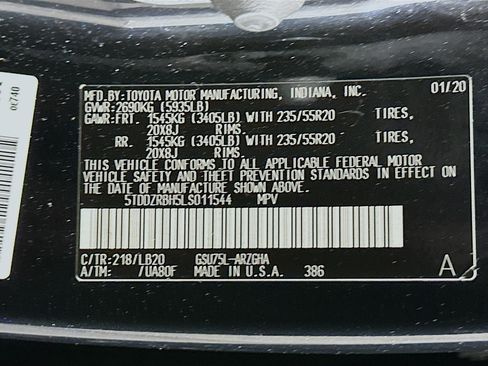 MFD.BY:TOYOTA MOTOR MANUFACTURING, INDIANA, INC. 01/20
GVWR:2690KG (5935LB)
GAWR:FRT. 1545KG (3405LB) WITH 235/55R20 TIRES,
20X8J RIMS.
RR. 1545KG (3405LB) WITH 235/55R20 TIRES,
20X8J RIMS.
THIS VEHICLE CONFORMS TO ALL APPLICABLE FEDERAL MOTOR
VEHICLE SAFETY AND THEFT PREVENTION STANDARDS IN EFFECT ON
THE DATE OF MANUFACTURE SHOWN ABOVE.
5TDDZRBH5LS011544 MPV
C/TR:218/LB20 GSU75L-ARZGHA
A/TM: /UA80F MADE IN U.S.A. 386 A